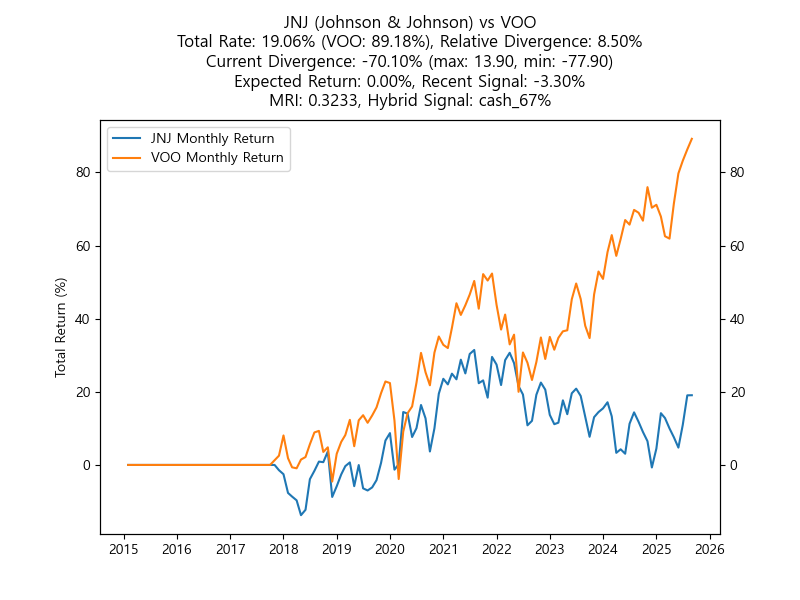 JNJ (Johnson & Johnson) vs VOO
Total Rate: 19.06% (VOO: 89.18%), Relative Divergence: 8.50%
Current Divergence: -70.10% (max: 13.90, min: -77.90)
Expected Return: 0.00%, Recent Signal: -3.30%
MRI: 0.3233, Hybrid Signal: cash_67%
JNJ Monthly Return
VOO Monthly Return
Total Return (%)
80
60
40
20
0
80
60
40
20
0
2015 2016 2017 2018 2019 2020 2021 2022 2023 2024 2025 2026